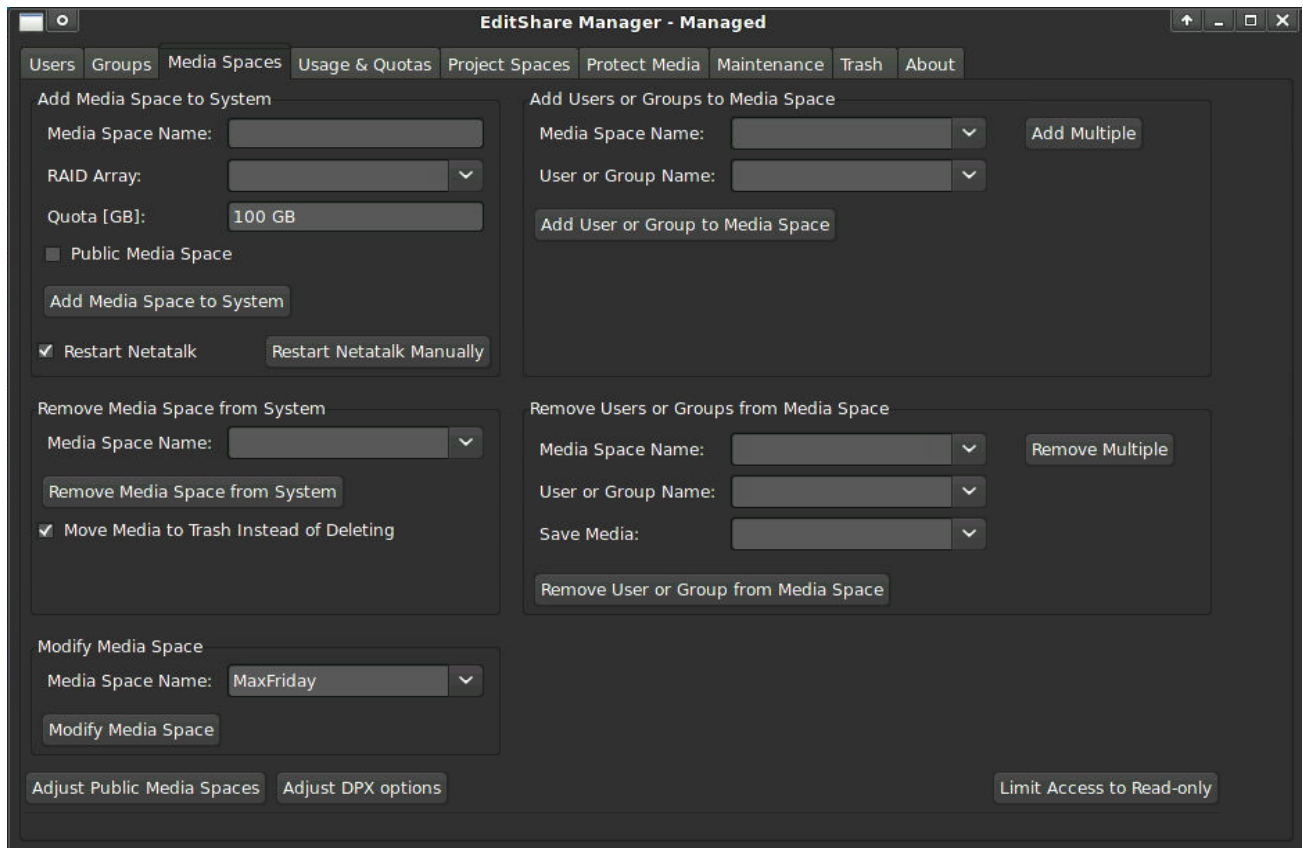 EditShare Manager - Managed
Users Groups Media Spaces Usage & Quotas Project Spaces Protect Media Maintenance Trash About
Add Media Space to System
Media Space Name:
RAID Array:
Quota [GB]: 100 GB
Public Media Space
Add Media Space to System
Restart Netatalk Restart Netatalk Manually
Add Users or Groups to Media Space
Media Space Name: Add Multiple
User or Group Name:
Add User or Group to Media Space
Remove Media Space from System
Media Space Name:
Remove Media Space from System
Move Media to Trash Instead of Deleting
Remove Users or Groups from Media Space
Media Space Name: Remove Multiple
User or Group Name:
Save Media:
Remove User or Group from Media Space
Modify Media Space
Media Space Name: MaxFriday
Modify Media Space
Adjust Public Media Spaces Adjust DPX options Limit Access to Read-only